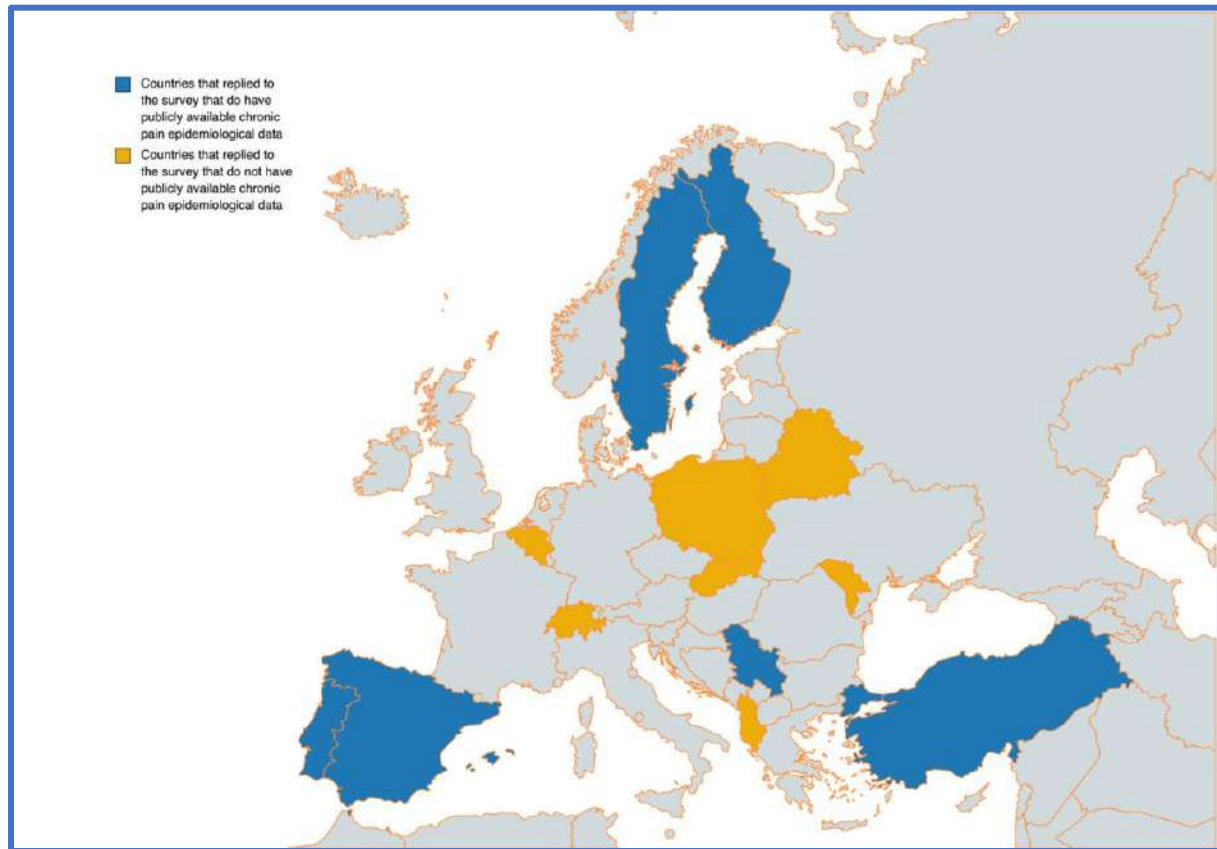 Countries that replied to
the survey that do have
publicly available chronic
pain epidemiological data
Countries that replied to
the survey that do not have
publicly available chronic
pain epidemiological data